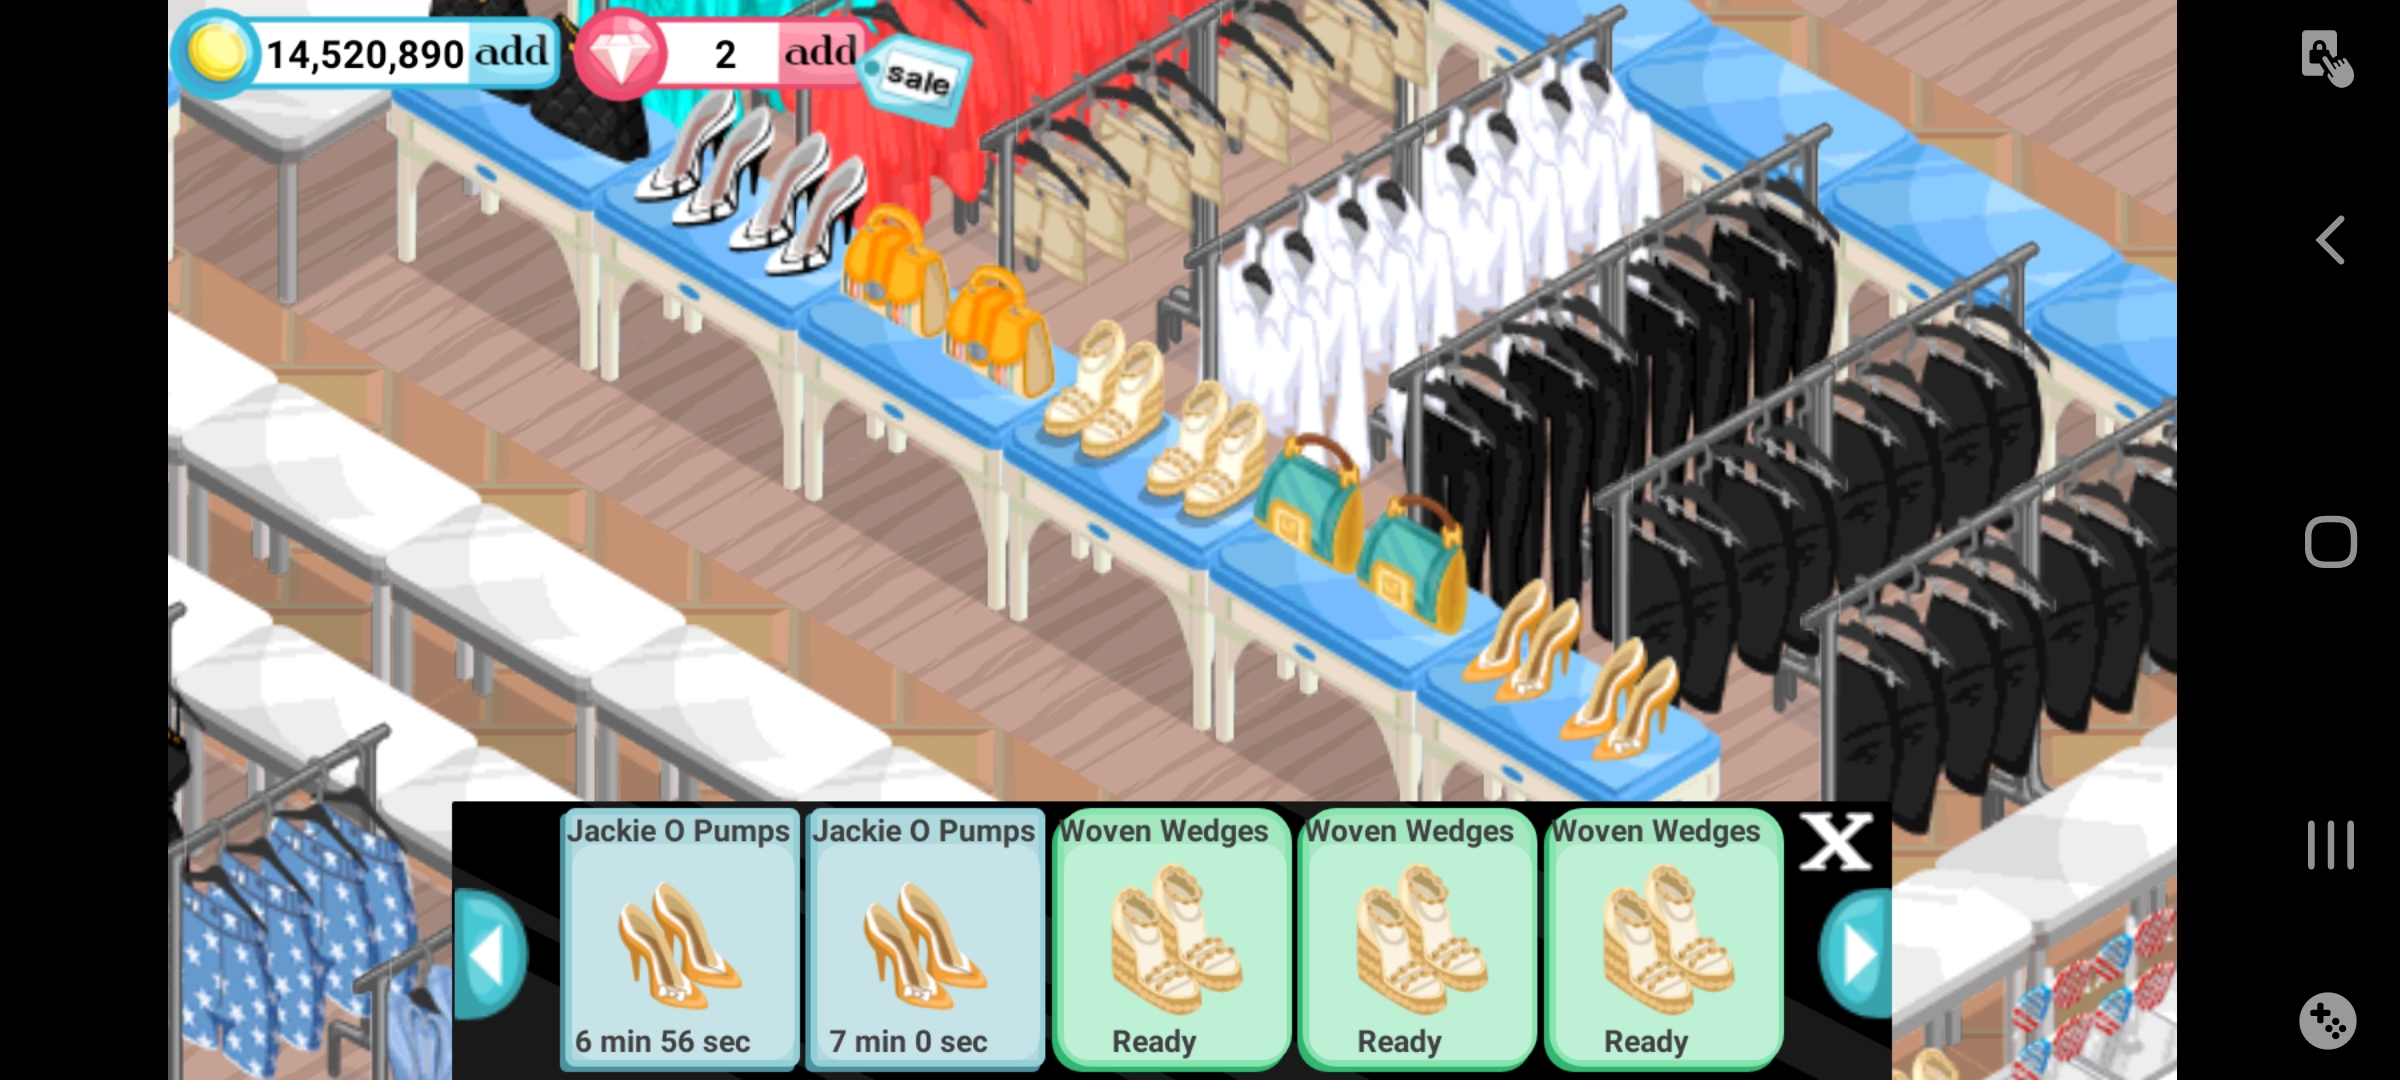 14,520,890 add
2 add
sale
Jackie O Pumps
6 min 56 sec
Jackie O Pumps
7 min 0 sec
Woven Wedges
Ready
Woven Wedges
Ready
Woven Wedges
Ready
X